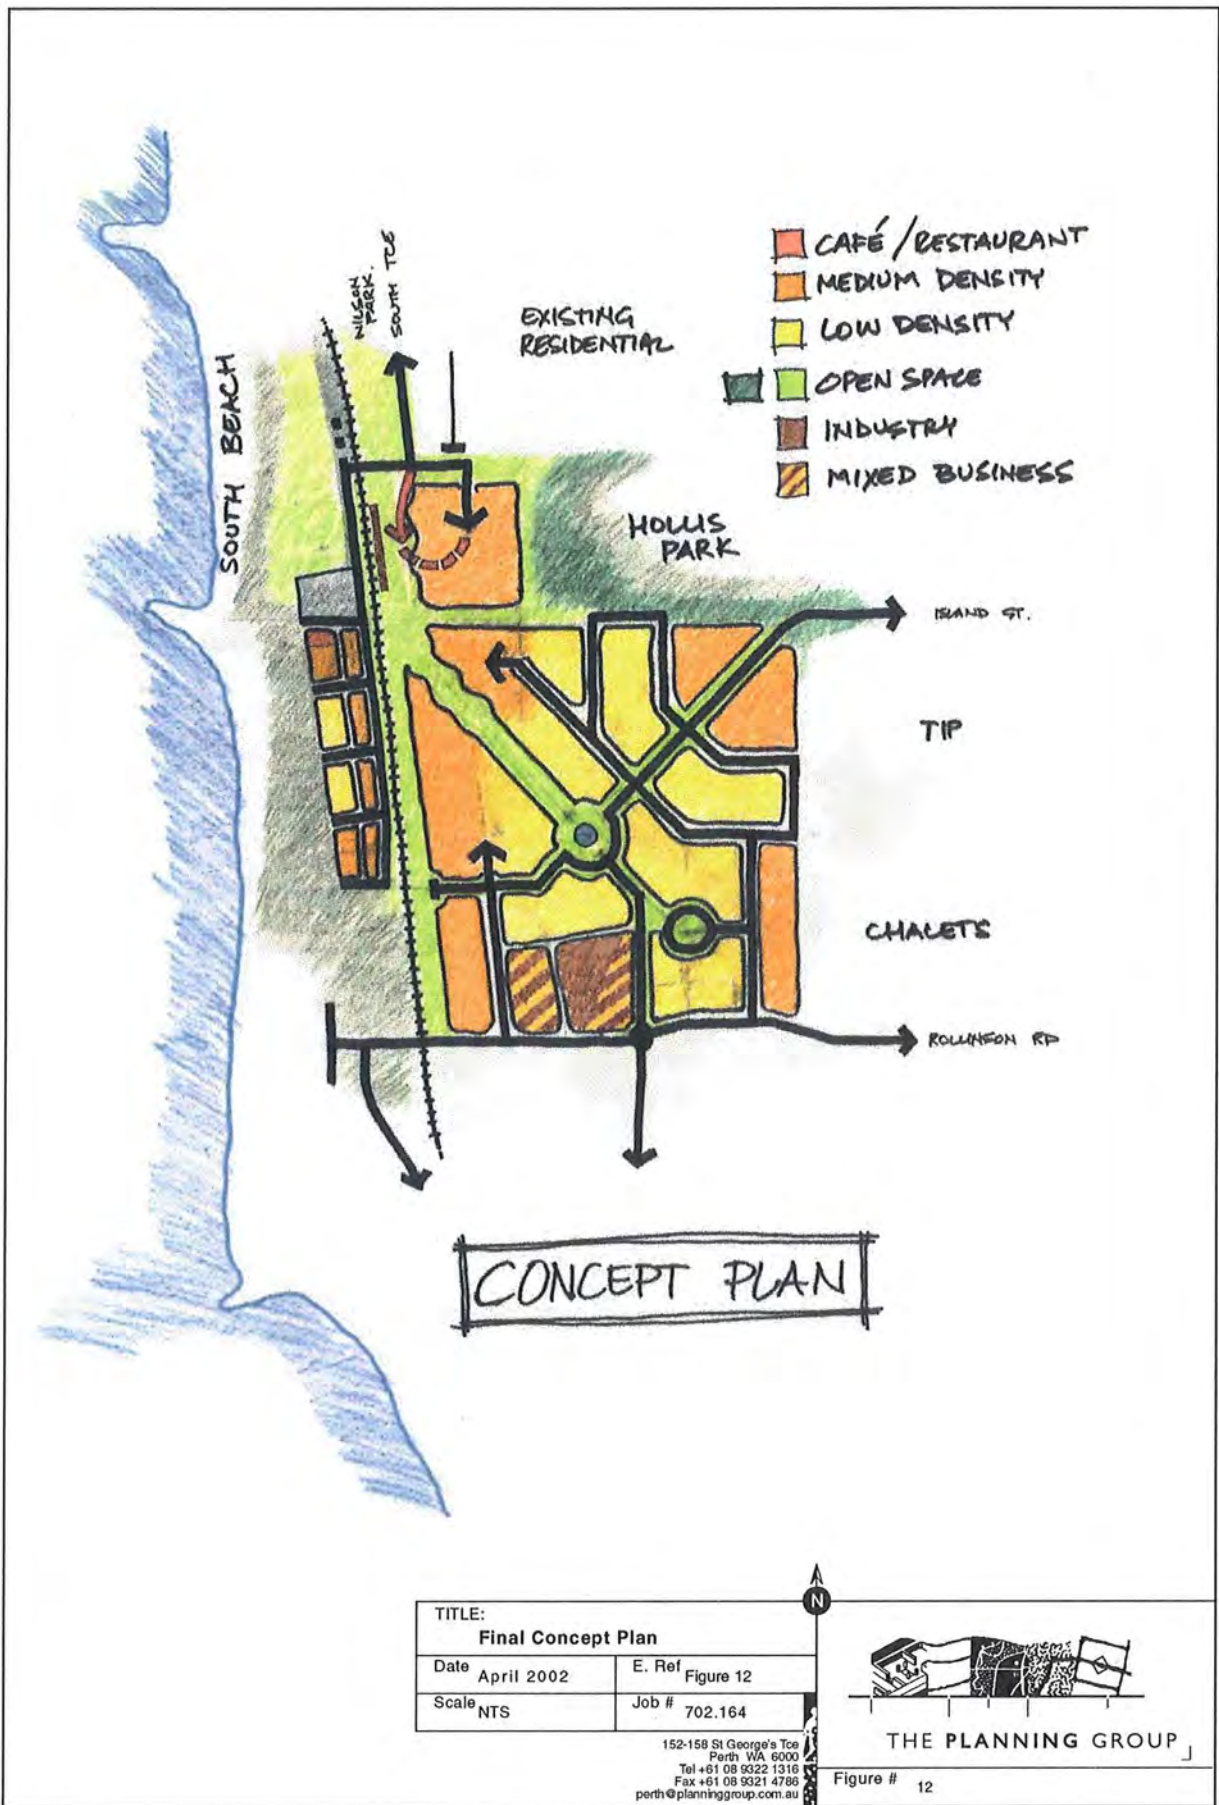 CAFÉ / RESTAURANT
MEDIUM DENSITY
LOW DENSITY
OPEN SPACE
INDUSTRY
MIXED BUSINESS
WILSON
PARK.
SOUTH TCE
EXISTING
RESIDENTIAL
SOUTH BEACH
HOLLIS
PARK
ISLAND ST.
TIP
CHALETS
ROLLINSON RD
CONCEPT PLAN
N
TITLE:
Final Concept Plan
Date April 2002
E. Ref Figure 12
Scale NTS
Job # 702.164
152-158 St George's Tce
Perth WA 6000
Tel +61 08 9322 1316
Fax +61 08 9321 4786
perth@planninggroup.com.au
THE PLANNING GROUP
Figure # 12